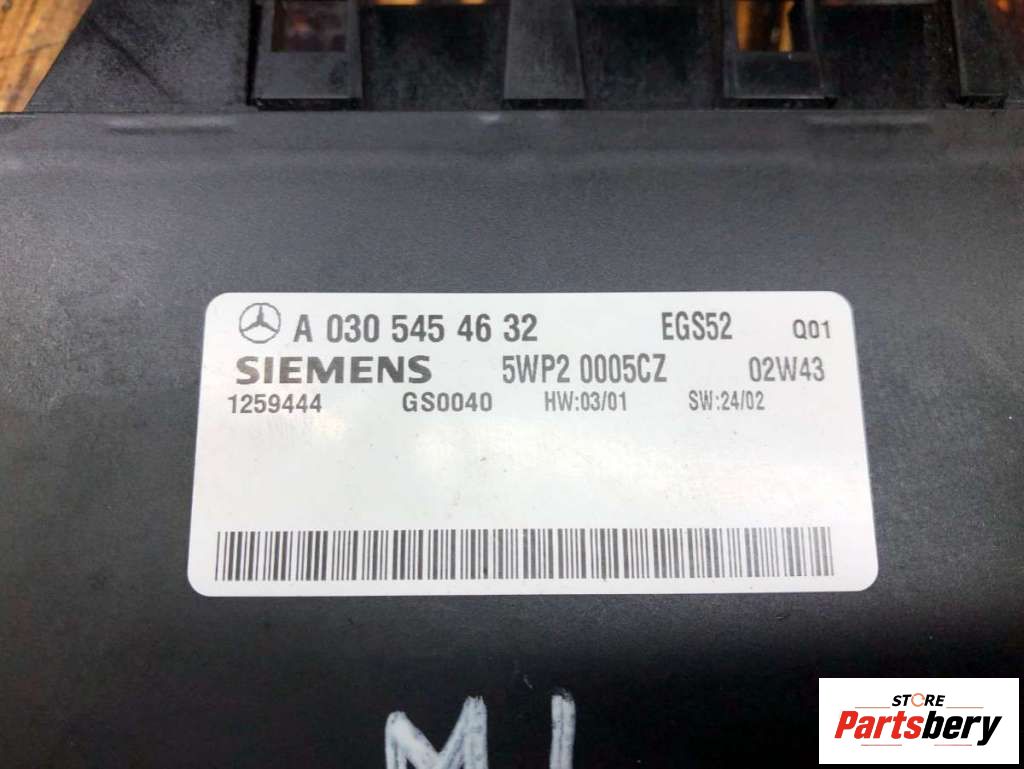 A 030 545 46 32 EGS52 Q01
SIEMENS 5WP2 0005CZ 02W43
1259444 GS0040 HW:03/01 SW:24/02
STORE
Partsbery